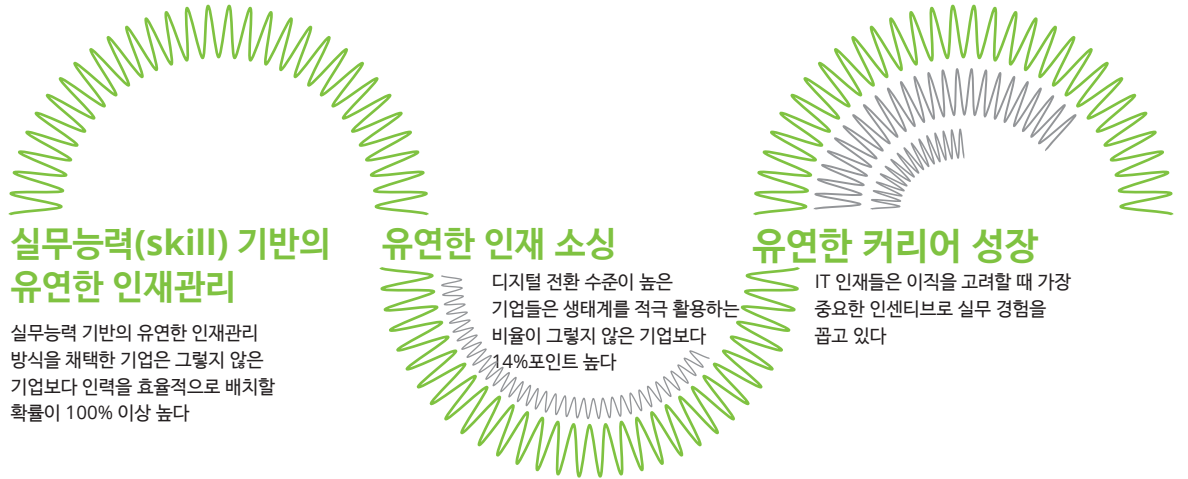 실무능력(skill) 기반의
유연한 인재관리
실무능력 기반의 유연한 인재관리
방식을 채택한 기업은 그렇지 않은
기업보다 인력을 효율적으로 배치할
확률이 100% 이상 높다
유연한 인재 소싱
디지털 전환 수준이 높은
기업들은 생태계를 적극 활용하는
비율이 그렇지 않은 기업보다
14%포인트 높다
유연한 커리어 성장
IT 인재들은 이직을 고려할 때 가장
중요한 인센티브로 실무 경험을
꼽고 있다